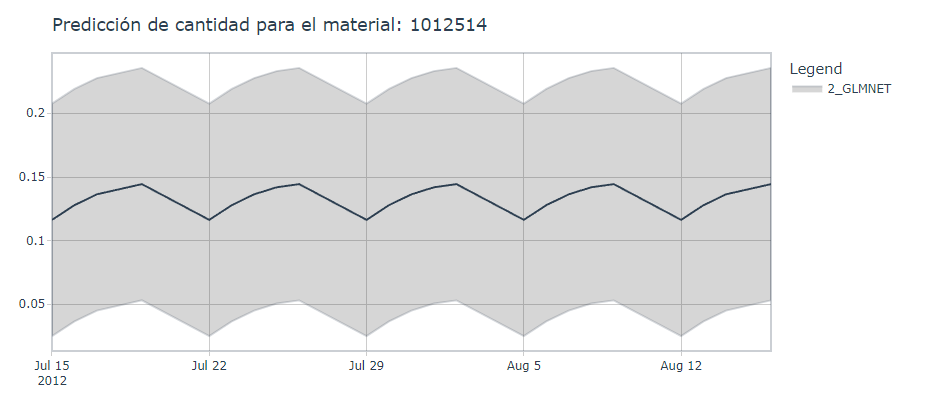 Predicción de cantidad para el material: 1012514
Legend
2_GLMNET
0.2
0.15
0.1
0.05
Jul 15
2012
Jul 22
Jul 29
Aug 5
Aug 12